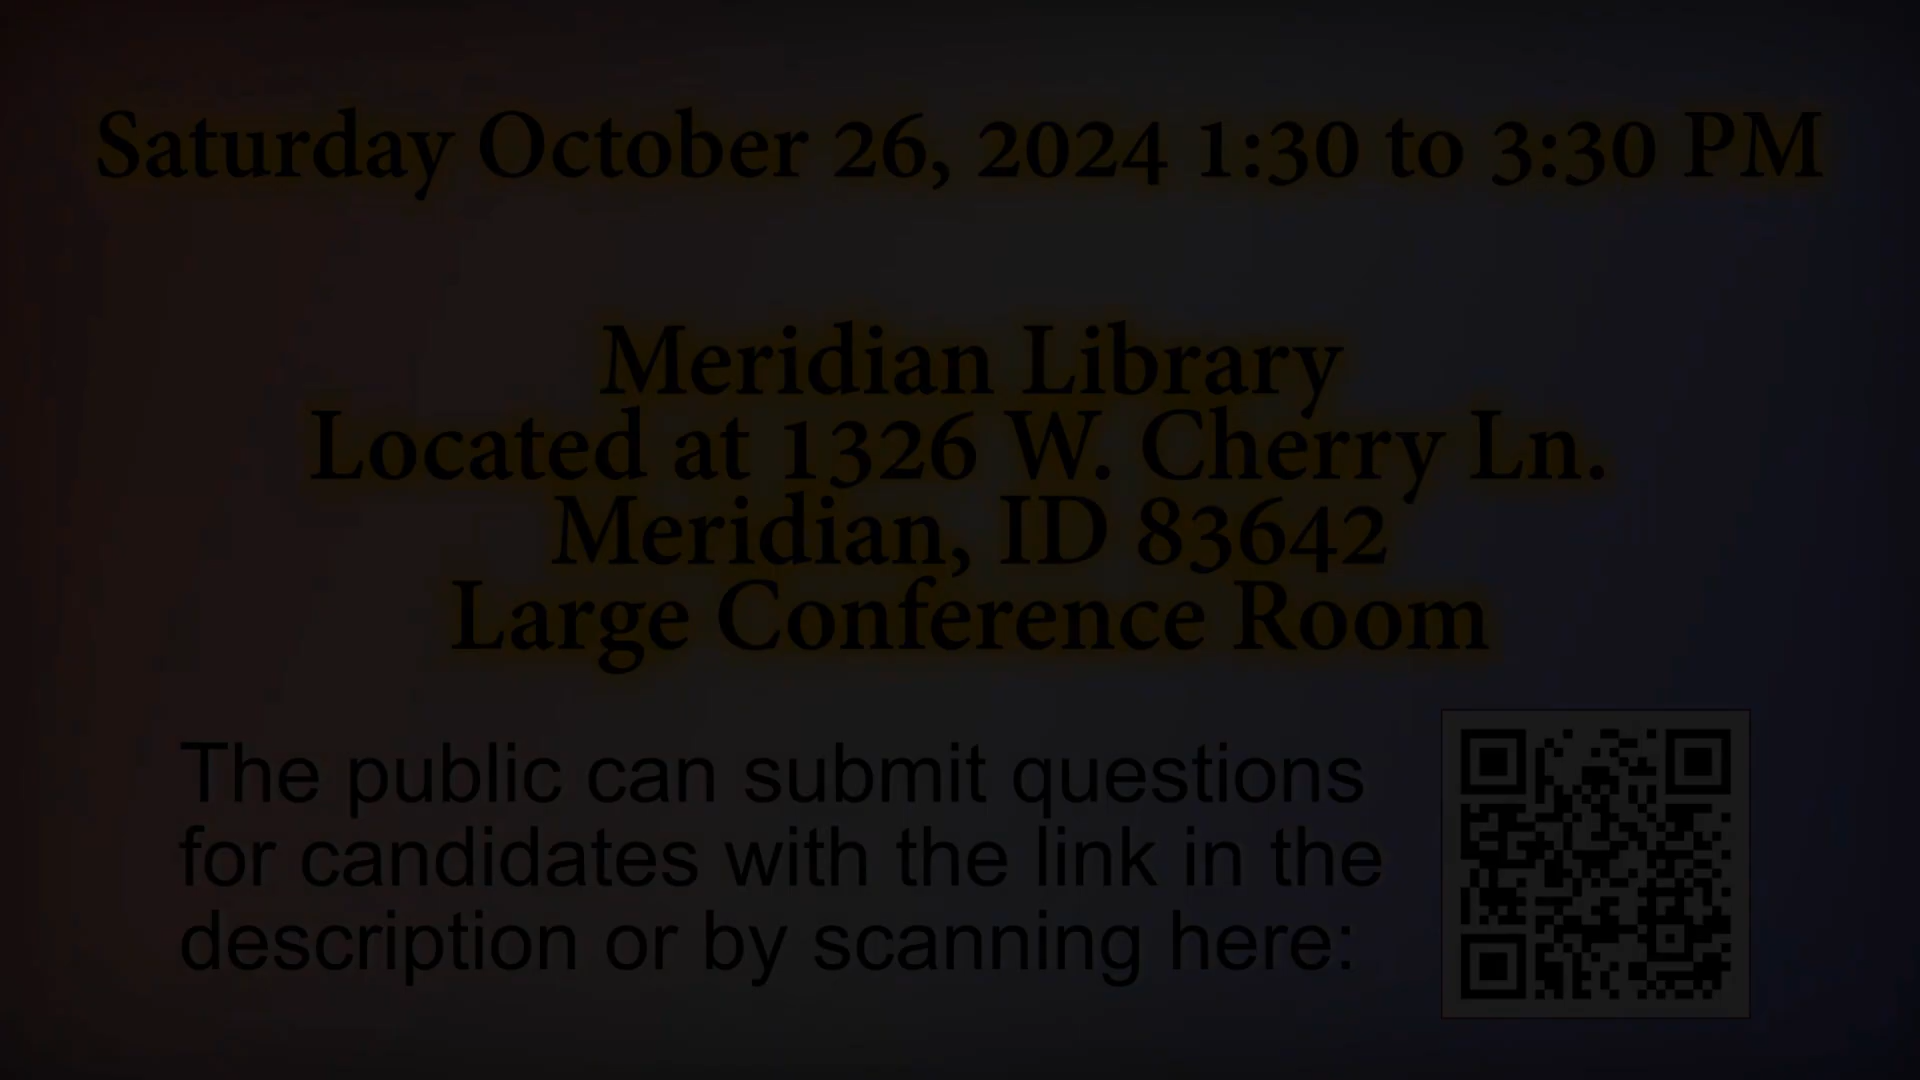 Saturday October 26, 2024 1:30 to 3:30 PM
Meridian Library
Located at 1326 W. Cherry Ln.
Meridian, ID 83642
Large Conference Room
The public can submit questions
for candidates with the link in the
description or by scanning here: